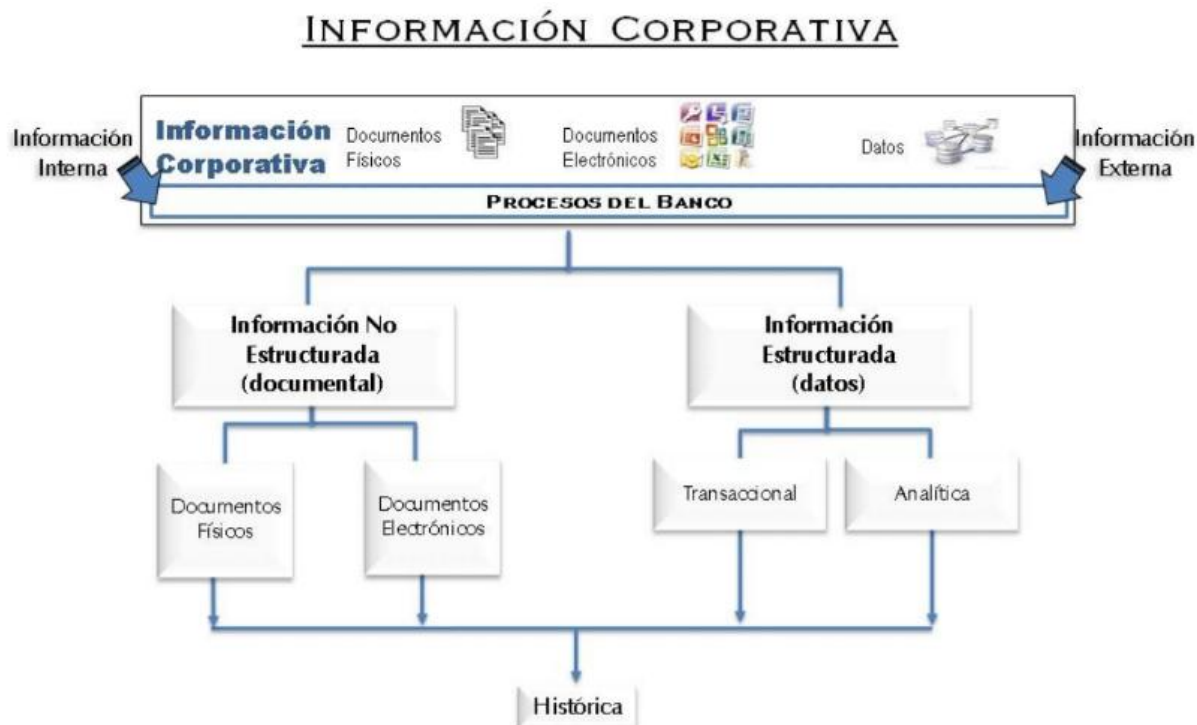 INFORMACIÓN CORPORATIVA
Información
Interna
Información
Corporativa
Documentos
Físicos
Documentos
Electrónicos
Datos
Información
Externa
PROCESOS DEL BANCO
Información No
Estructurada
(documental)
Información
Estructurada
(datos)
Documentos
Físicos
Documentos
Electrónicos
Transaccional
Analítica
Histórica